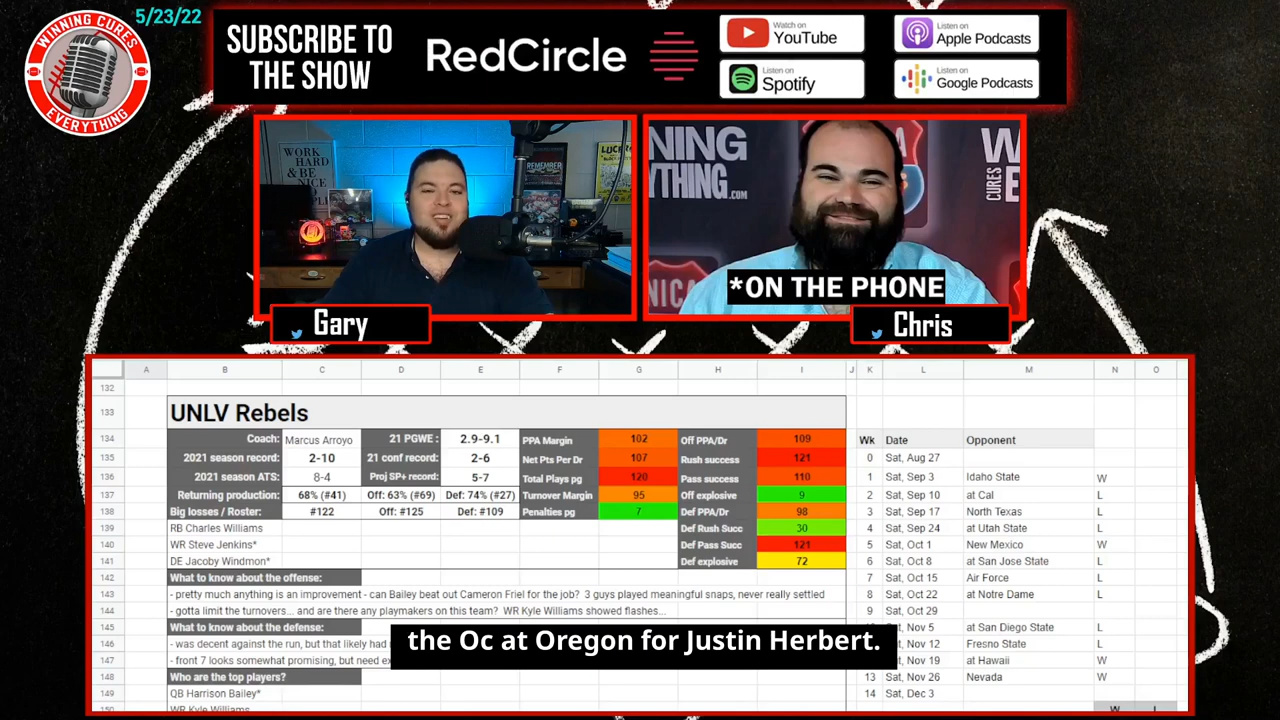 5/23/22
WINNING CURES
EVERYTHING
SUBSCRIBE TO
THE SHOW
RedCircle
Watch on
YouTube
Listen on
Apple Podcasts
Listen on
Spotify
Listen on
Google Podcasts
WORK
HARD
& BE
NICE
REMEMBER
NING
YTHING
.COM
W
CURES
E
NICA
*ON THE PHONE
Gary
Chris
A B C D E F G H I J K L M N O
132
133 UNLV Rebels
134 Coach: Marcus Arroyo 21 PGWE : 2.9-9.1 PPA Margin 102 Off PPA/Dr 109 Wk Date Opponent
135 2021 season record: 2-10 21 conf record: 2-6 Net Pts Per Dr 107 Rush success 121 0 Sat, Aug 27
136 2021 season ATS: 8-4 Proj SP+ record: 5-7 Total Plays pg 120 Pass success 110 1 Sat, Sep 3 Idaho State W
137 Returning production: 68% (#41) Off: 63% (#69) Def: 74% (#27) Turnover Margin 95 Off explosive 9 2 Sat, Sep 10 at Cal L
138 Big losses / Roster: #122 Off: #125 Def: #109 Penalties pg 7 Def PPA/Dr 98 3 Sat, Sep 17 North Texas L
139 RB Charles Williams Def Rush Succ 30 4 Sat, Sep 24 at Utah State L
140 WR Steve Jenkins* Def Pass Succ 121 5 Sat, Oct 1 New Mexico W
141 DE Jacoby Windmon* Def explosive 72 6 Sat, Oct 8 at San Jose State L
142 What to know about the offense: 7 Sat, Oct 15 Air Force L
143 - pretty much anything is an improvement - can Bailey beat out Cameron Friel for the job? 3 guys played meaningful snaps, never really settled 8 Sat, Oct 22 at Notre Dame L
144 - gotta limit the turnovers... and are there any playmakers on this team? WR Kyle Williams showed flashes... 9 Sat, Oct 29
145 What to know about the defense: Sat, Nov 5 at San Diego State L
146 - was decent against the run, but that likely had Sat, Nov 12 Fresno State L
147 - front 7 looks somewhat promising, but need Sat, Nov 19 at Hawaii W
148 Who are the top players? 13 Sat, Nov 26 Nevada W
149 QB Harrison Bailey* 14 Sat, Dec 3
150 WR Kyle Williams W L
the Oc at Oregon for Justin Herbert.